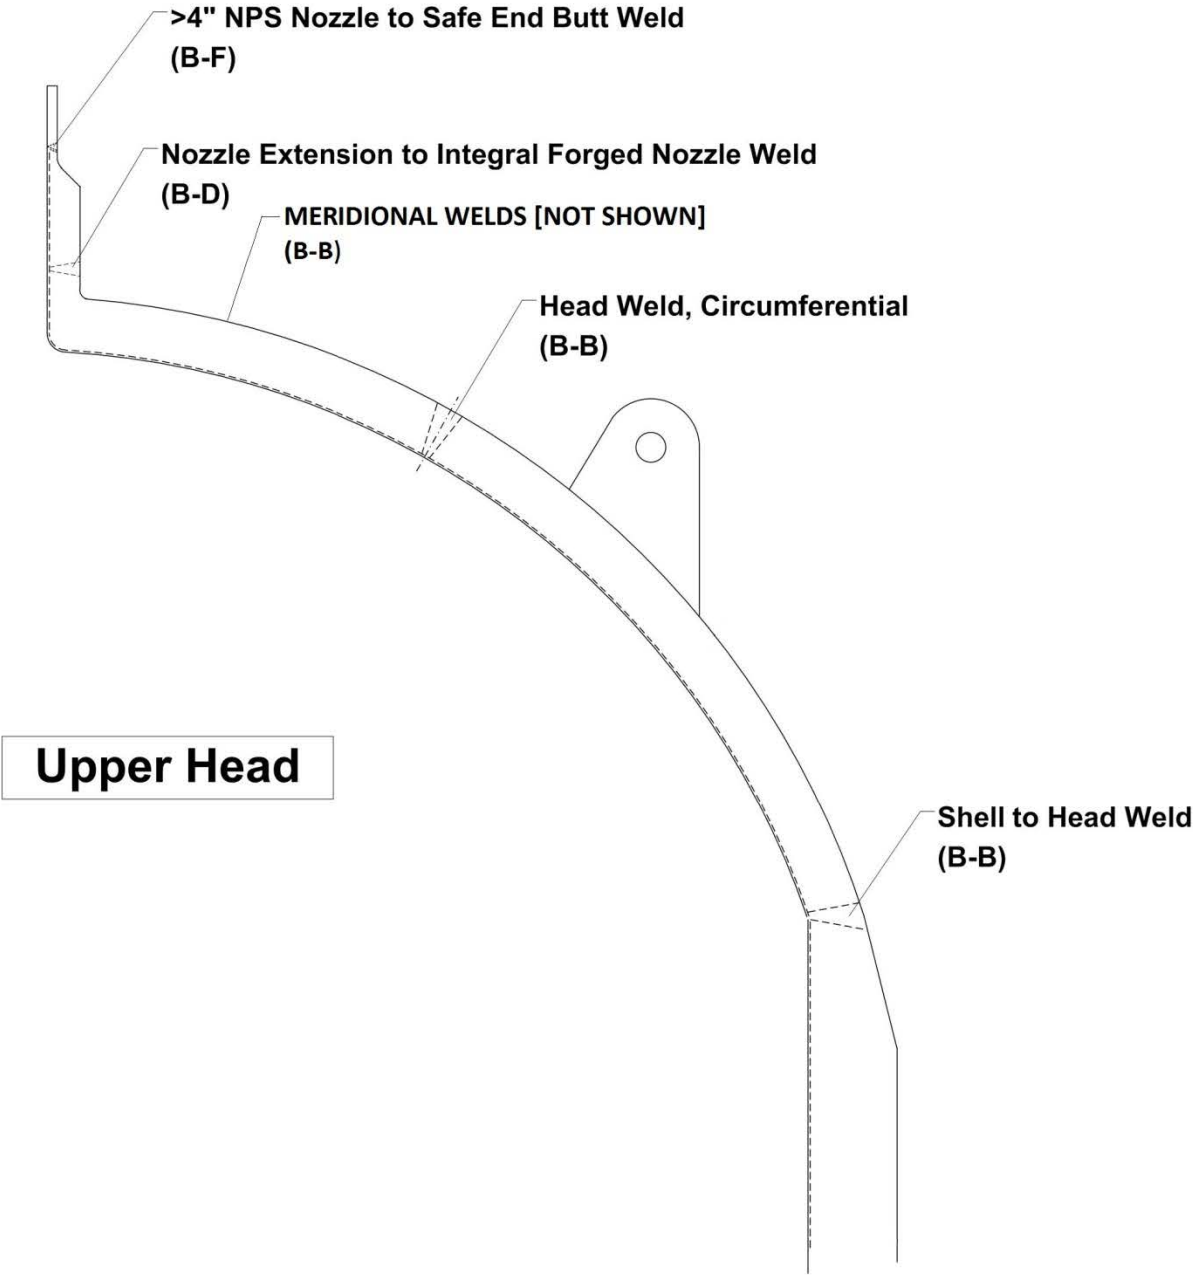 >4" NPS Nozzle to Safe End Butt Weld
(B-F)
Nozzle Extension to Integral Forged Nozzle Weld
(B-D)
MERIDIONAL WELDS [NOT SHOWN]
(B-B)
Head Weld, Circumferential
(B-B)
Upper Head
Shell to Head Weld
(B-B)